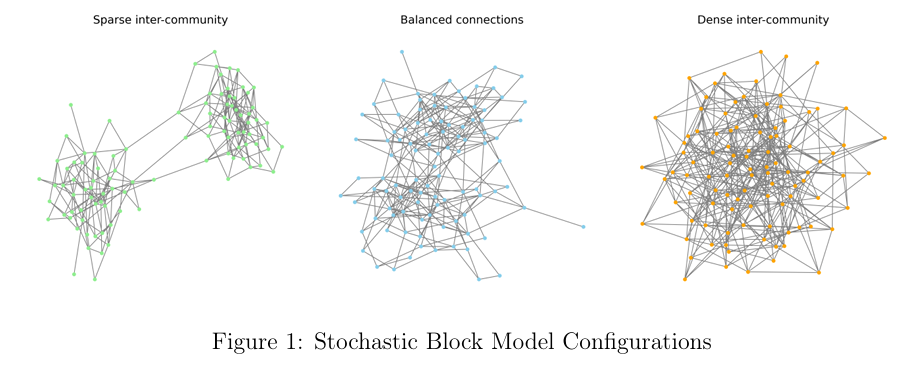 Sparse inter-community
Balanced connections
Dense inter-community
Figure 1: Stochastic Block Model Configurations